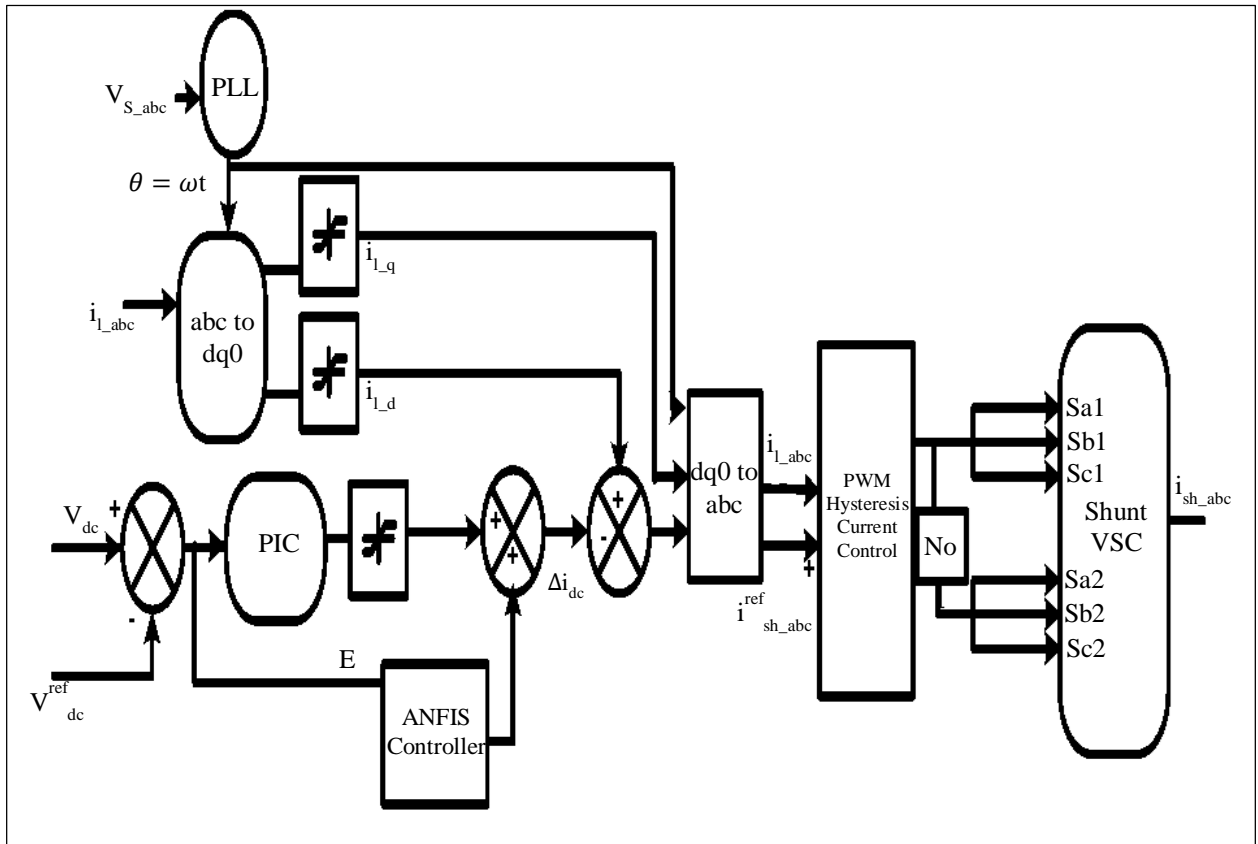 PLL
V_S_abc
θ = ωt
i_l_q
i_l_abc
abc to
dq0
i_l_d
Sa1
i_l_abc
Sb1
dq0 to
abc
PWM
Hysteresis
Current
Control
Sc1
i_sh_abc
+
V_dc
PIC
+
+
+
-
Shunt
VSC
No
-
Δi_dc
+
i^ref_sh_abc
-
Sa2
Sb2
E
Sc2
V^ref_dc
ANFIS
Controller